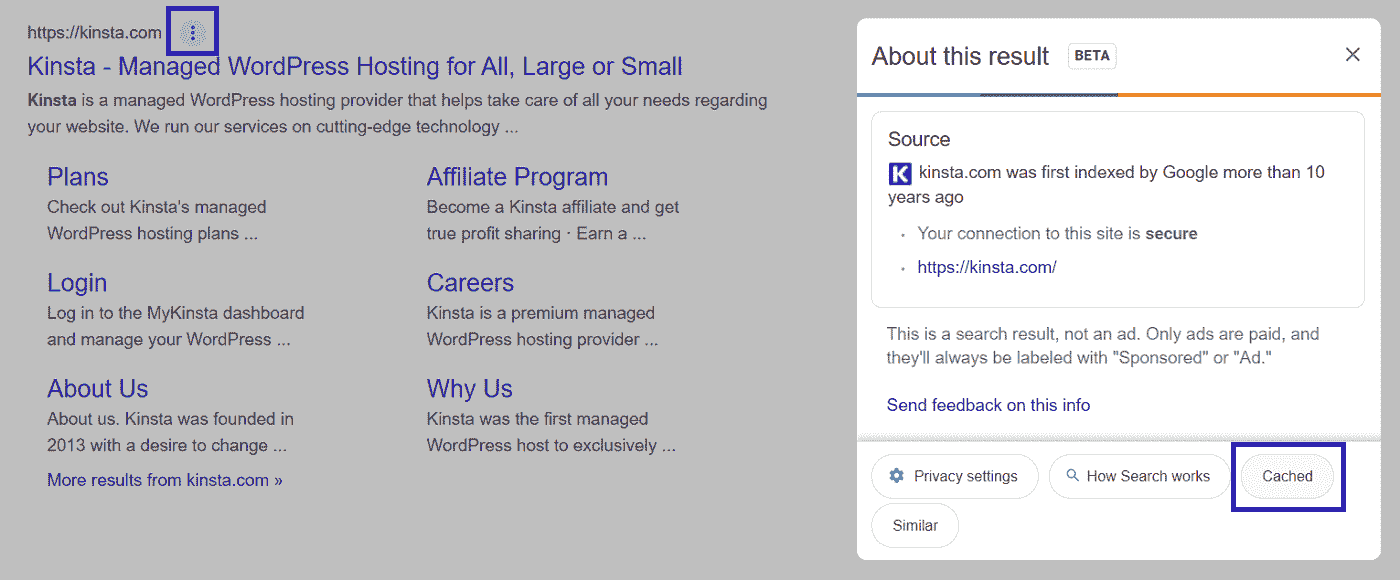 https://kinsta.com
Kinsta - Managed WordPress Hosting for All, Large or Small
Kinsta is a managed WordPress hosting provider that helps take care of all your needs regarding
your website. We run our services on cutting-edge technology ...
Plans
Check out Kinsta's managed
WordPress hosting plans ...
Affiliate Program
Become a Kinsta affiliate and get
true profit sharing · Earn a ...
Login
Log in to the MyKinsta dashboard
and manage your WordPress ...
Careers
Kinsta is a premium managed
WordPress hosting provider ...
About Us
About us. Kinsta was founded in
2013 with a desire to change ...
Why Us
Kinsta was the first managed
WordPress host to exclusively ...
More results from kinsta.com »
About this result BETA
Source
K kinsta.com was first indexed by Google more than 10
years ago
• Your connection to this site is secure
• https://kinsta.com/
This is a search result, not an ad. Only ads are paid, and
they'll always be labeled with "Sponsored" or "Ad."
Send feedback on this info
Privacy settings How Search works Cached
Similar